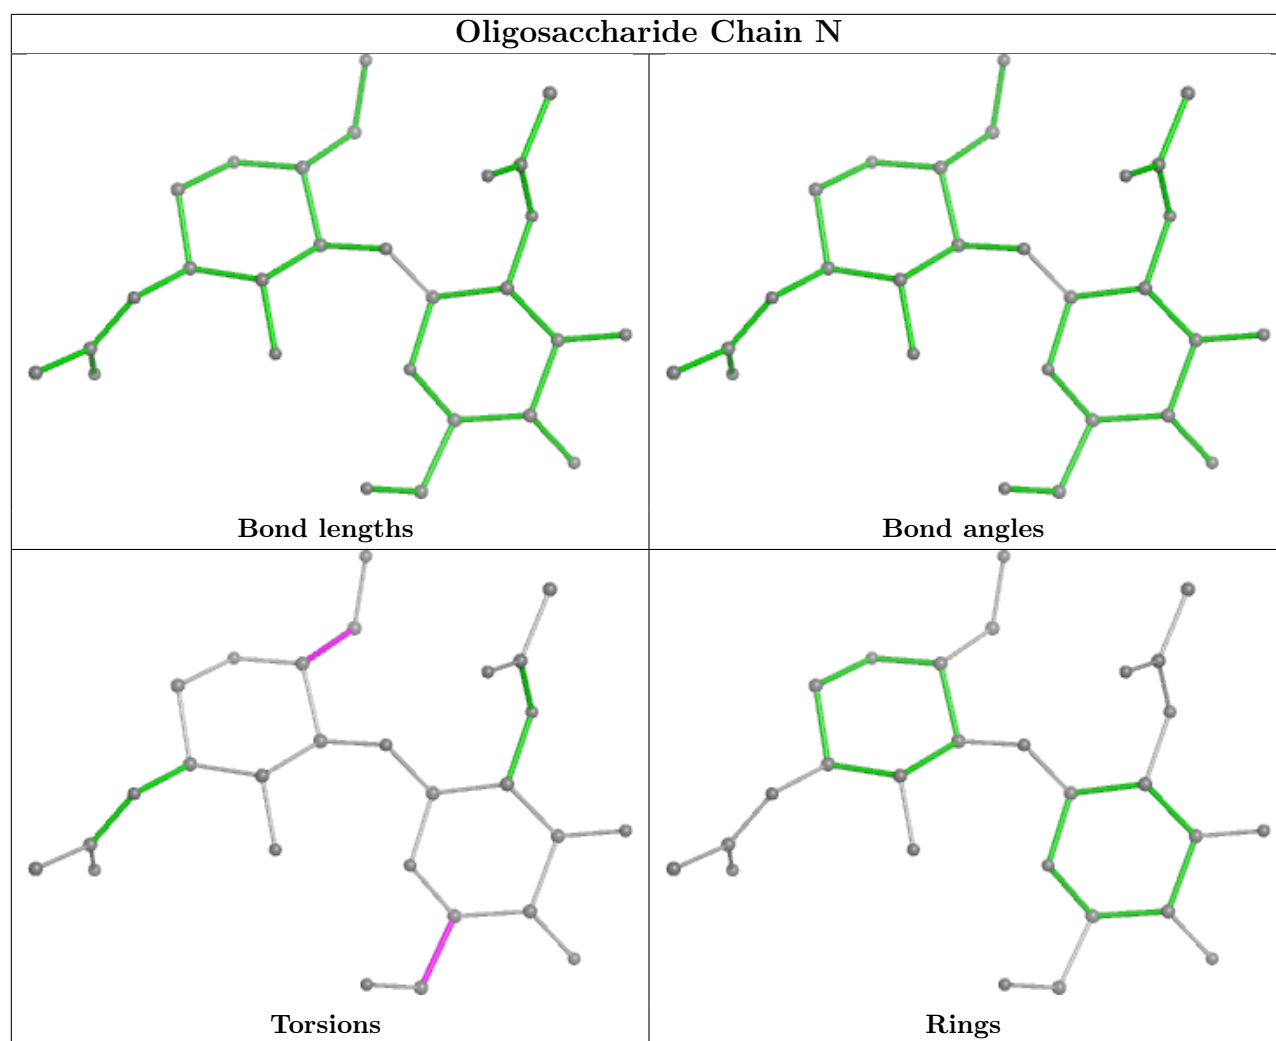 Oligosaccharide Chain N
Bond lengths
Bond angles
Torsions
Rings